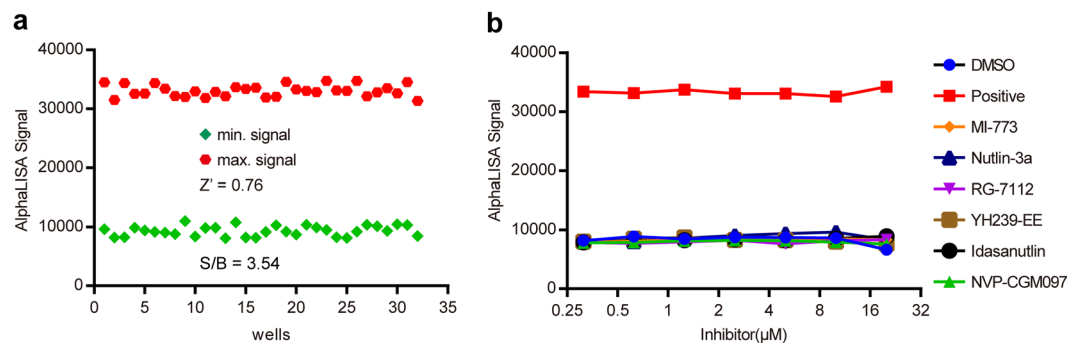 a
AlphaLISA Signal
40000
30000
20000
10000
0
min. signal
max. signal
Z' = 0.76
S/B = 3.54
0 5 10 15 20 25 30 35
wells
b
AlphaLISA Signal
40000
30000
20000
10000
0
0.25 0.5 1 2 4 8 16 32
Inhibitor(μM)
DMSO
Positive
MI-773
Nutlin-3a
RG-7112
YH239-EE
Idasanutlin
NVP-CGM097